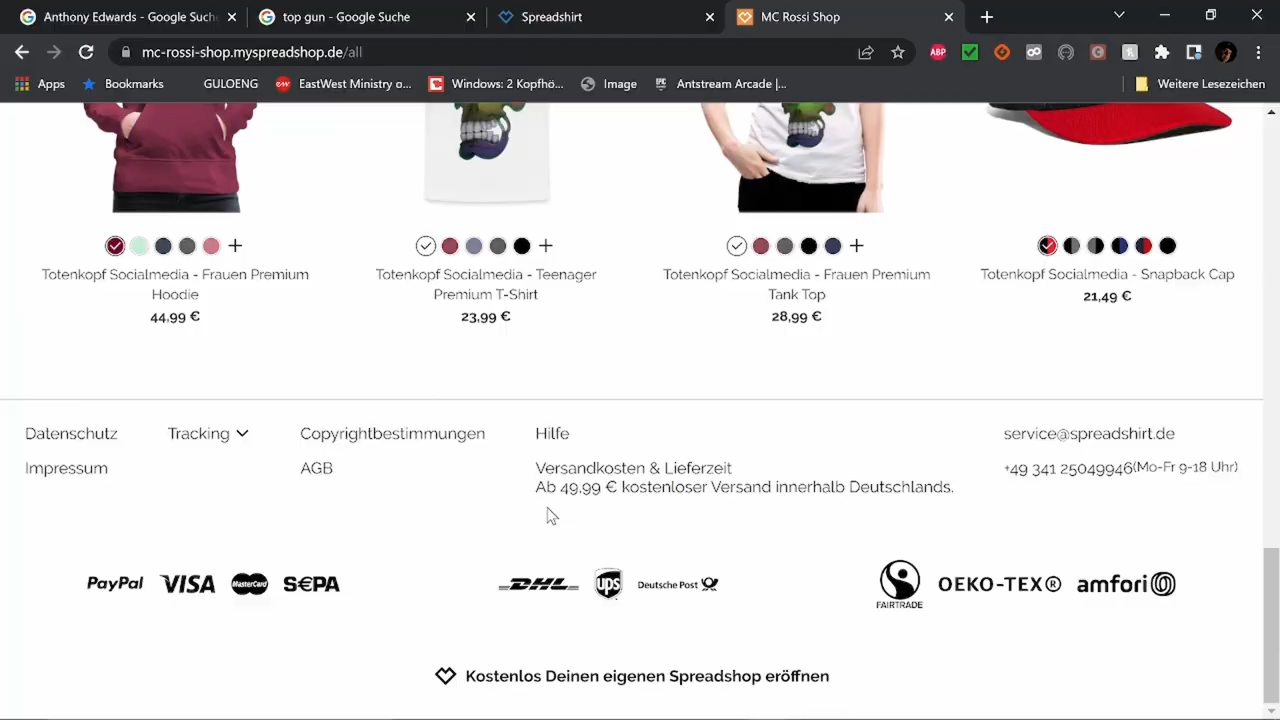 Anthony Edwards - Google Suche
top gun - Google Suche
Spreadshirt
MC Rossi Shop
mc-rossi-shop.myspreadshop.de/all
ABP
Apps
Bookmarks
GULOENG
EastWest Ministry o...
Windows: 2 Kopfhö...
Image
Antstream Arcade |...
Weitere Lesezeichen
Totenkopf Socialmedia - Frauen Premium
Hoodie
44,99 €
Totenkopf Socialmedia - Teenager
Premium T-Shirt
23,99 €
Totenkopf Socialmedia - Frauen Premium
Tank Top
28,99 €
Totenkopf Socialmedia - Snapback Cap
21,49 €
Datenschutz
Tracking
Copyrightbestimmungen
Hilfe
service@spreadshirt.de
Impressum
AGB
Versandkosten & Lieferzeit
Ab 49,99 € kostenloser Versand innerhalb Deutschlands.
+49 341 25049946(Mo-Fr 9-18 Uhr)
PayPal
VISA
MasterCard
S€PA
DHL
ups
Deutsche Post
FAIRTRADE
OEKO-TEX®
amfori
Kostenlos Deinen eigenen Spreadshop eröffnen